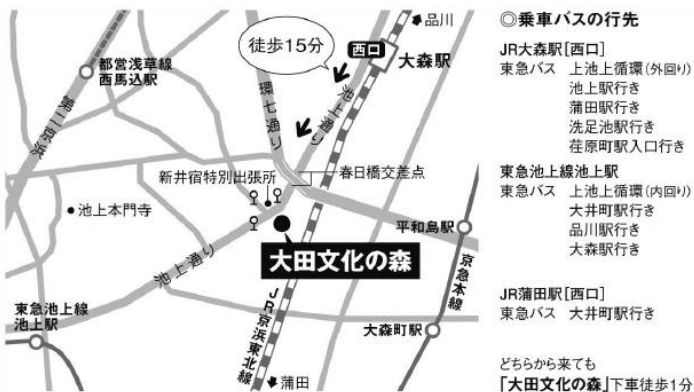 品川
徒歩15分
西口
大森駅
都営浅草線
西馬込駅
第二京浜
環七通り
池上通り
新井宿特別出張所
春日橋交差点
池上本門寺
平和島駅
大田文化の森
池上通り
京急本線
東急池上線
池上駅
JR京浜東北線
大森町駅
蒲田
◎乗車バスの行先
JR大森駅[西口]
東急バス 上池上循環(外回り)
池上駅行き
蒲田駅行き
洗足池駅行き
荏原町駅入口行き
東急池上線池上駅
東急バス 上池上循環(内回り)
大井町駅行き
品川駅行き
大森駅行き
JR蒲田駅[西口]
東急バス 大井町駅行き
どちらから来ても
「大田文化の森」下車徒歩1分